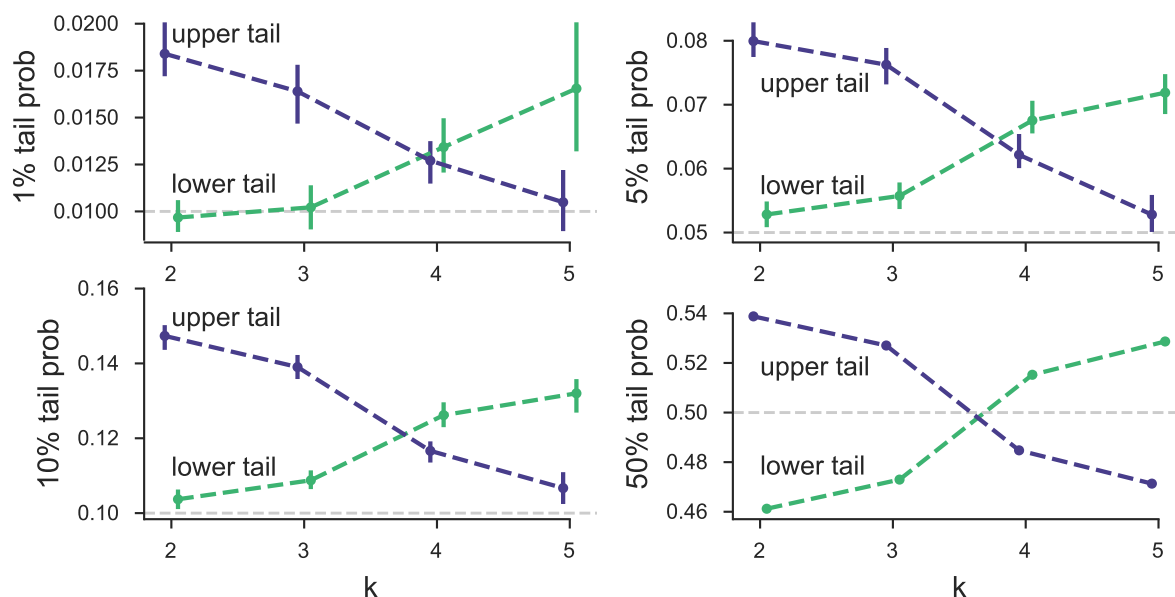 1% tail prob
0.0200
0.0175
0.0150
0.0125
0.0100
upper tail
lower tail
2 3 4 5
5% tail prob
0.08
0.07
0.06
0.05
upper tail
lower tail
2 3 4 5
10% tail prob
0.16
0.14
0.12
0.10
upper tail
lower tail
2 3 4 5
k
50% tail prob
0.54
0.52
0.50
0.48
0.46
upper tail
lower tail
2 3 4 5
k